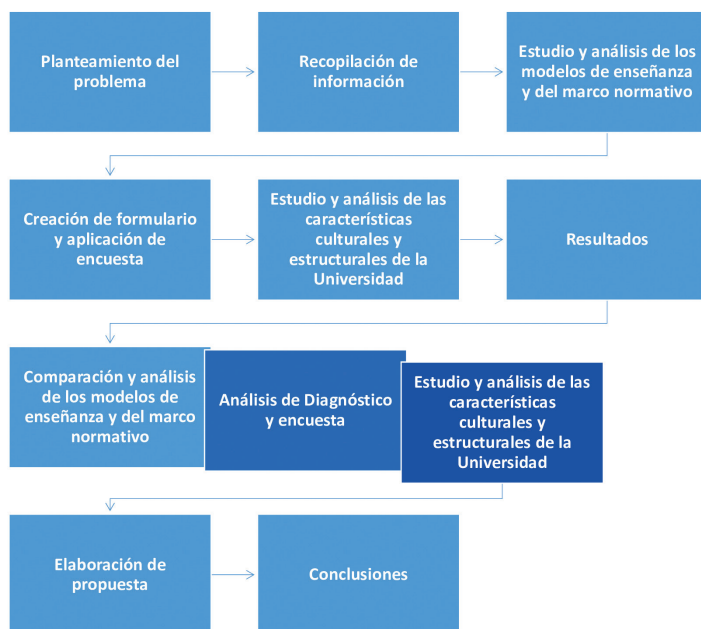 Planteamiento del
problema
Recopilación de
información
Estudio y análisis de los
modelos de enseñanza
y del marco normativo
Creación de formulario
y aplicación de
encuesta
Estudio y análisis de las
características
culturales y
estructurales de la
Universidad
Resultados
Comparación y análisis
de los modelos de
enseñanza y del marco
normativo
Análisis de Diagnóstico
y encuesta
Estudio y análisis de las
características
culturales y
estructurales de la
Universidad
Elaboración de
propuesta
Conclusiones